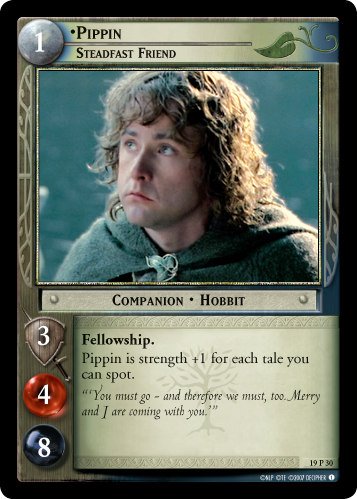 1
•Pippin
Steadfast Friend
Companion • Hobbit
3
4
8
Fellowship.
Pippin is strength +1 for each tale you
can spot.
“‘You must go – and therefore we must, too. Merry
and I are coming with you.’”
19 P 30
©NLP ©TE ©2007 DECIPHER